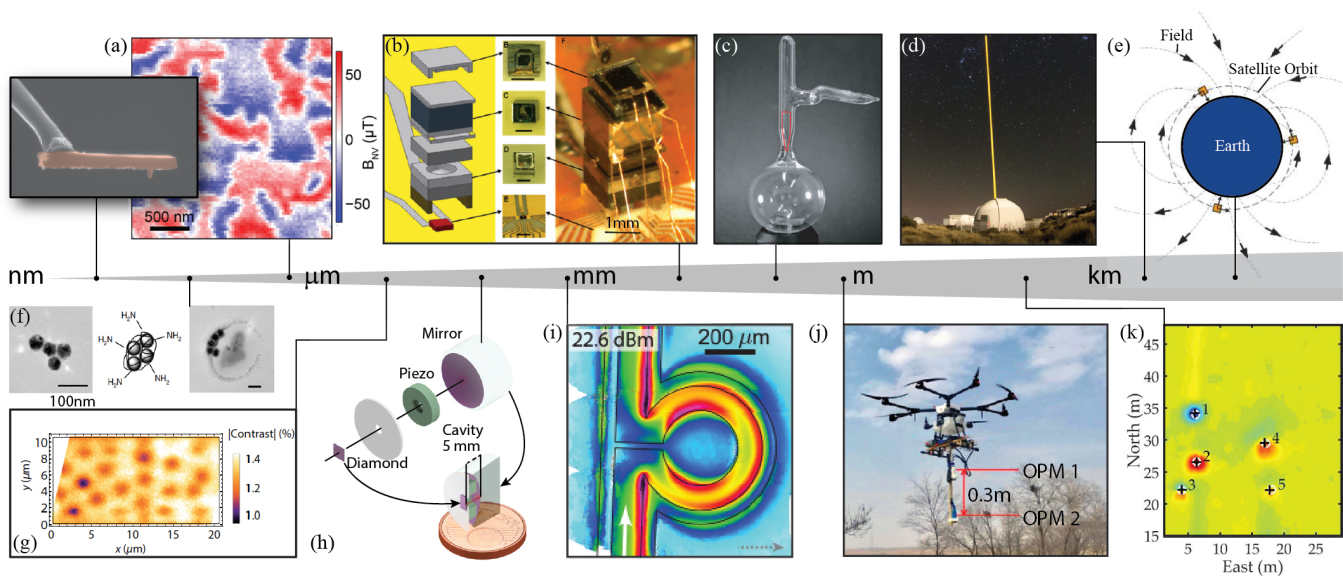 (a)
50
0
−50
B_NV (μT)
500 nm
(b)
B
C
D
E
F
1mm
(c)
(d)
(e)
Field
Satellite Orbit
Earth
nm
μm
mm
m
km
(f)
H₂N
H₂N
H₂N
NH₂
NH₂
100nm
(g)
|Contrast| (%)
1.4
1.2
1.0
10
8
6
4
2
0
y (μm)
0 5 10 15 20
x (μm)
(h)
Mirror
Piezo
Cavity
5 mm
Diamond
(i)
22.6 dBm
200 μm
(j)
OPM 1
0.3m
OPM 2
(k)
45
40
35
30
25
20
15
North (m)
1
2
3
4
5
5 10 15 20 25
East (m)